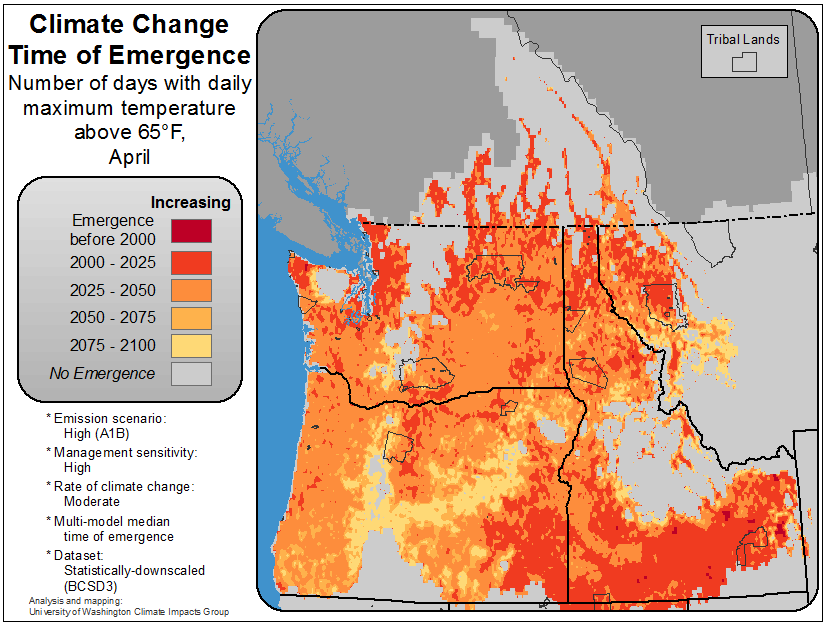 Climate Change
Time of Emergence
Number of days with daily
maximum temperature
above 65°F,
April
Increasing
Emergence
before 2000
2000 - 2025
2025 - 2050
2050 - 2075
2075 - 2100
No Emergence
* Emission scenario:
High (A1B)
* Management sensitivity:
High
* Rate of climate change:
Moderate
* Multi-model median
time of emergence
* Dataset:
Statistically-downscaled
(BCSD3)
Analysis and mapping:
University of Washington Climate Impacts Group
Tribal Lands